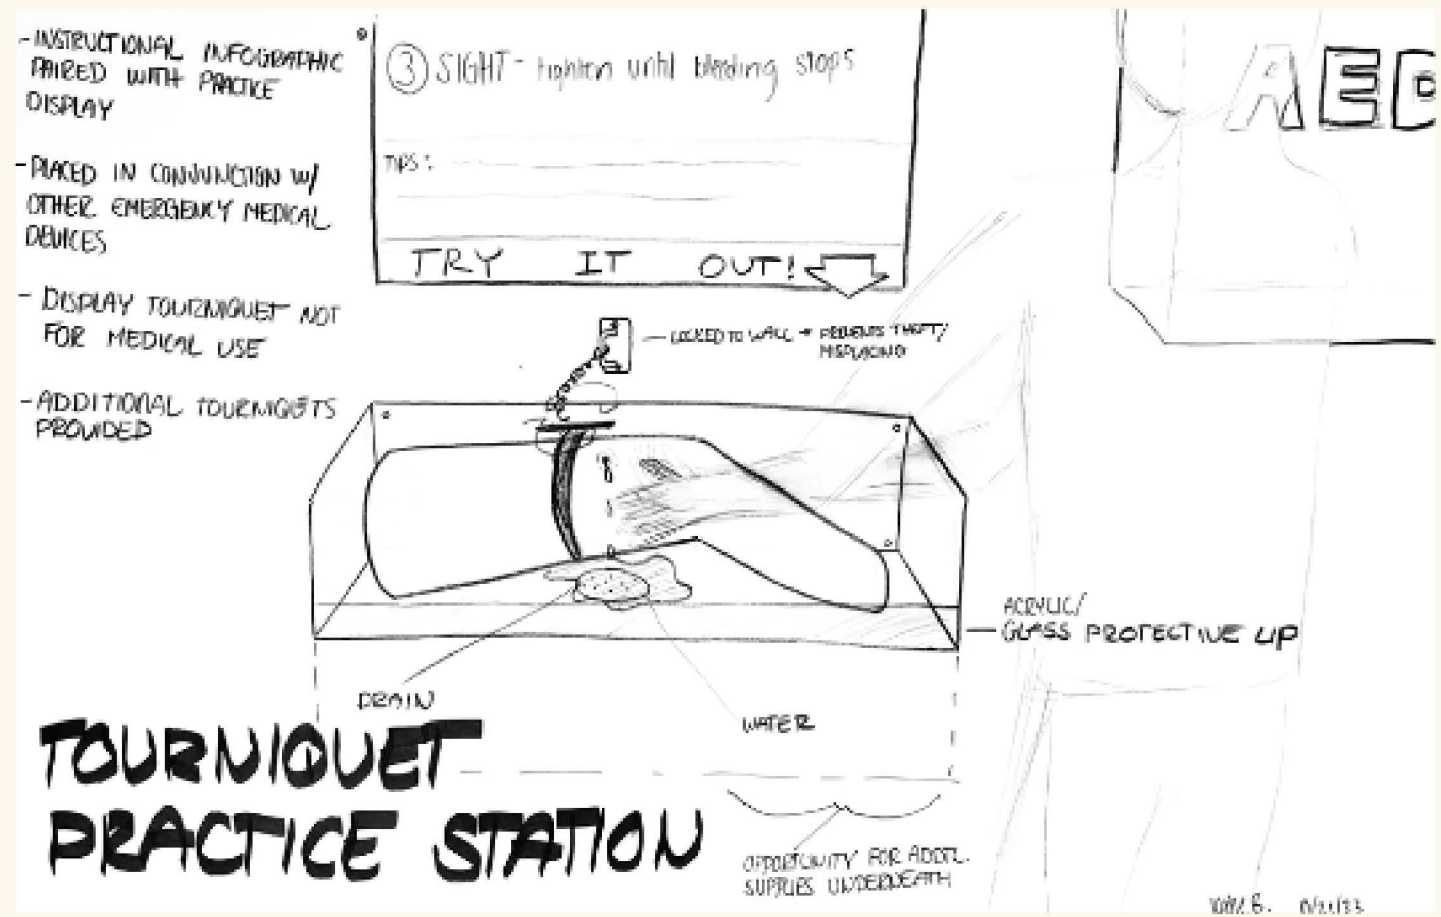 - INSTRUCTIONAL INFOGRAPHIC
PAIRED WITH PRACTICE
DISPLAY
- PLACED IN CONJUNCTION W/
OTHER EMERGENCY MEDICAL
DEVICES
- DISPLAY TOURNIQUET NOT
FOR MEDICAL USE
- ADDITIONAL TOURNIQUETS
PROVIDED
③ SIGHT - tighten until bleeding stops
TIPS:
TRY IT OUT!
AED
LOCKED TO WALL → PREVENTS THEFT/
MISPLACING
ACRYLIC/
GLASS PROTECTIVE LIP
DRAIN
WATER
TOURNIQUET
PRACTICE STATION
OPPORTUNITY FOR ADDTL.
SUPPLIES UNDERNEATH